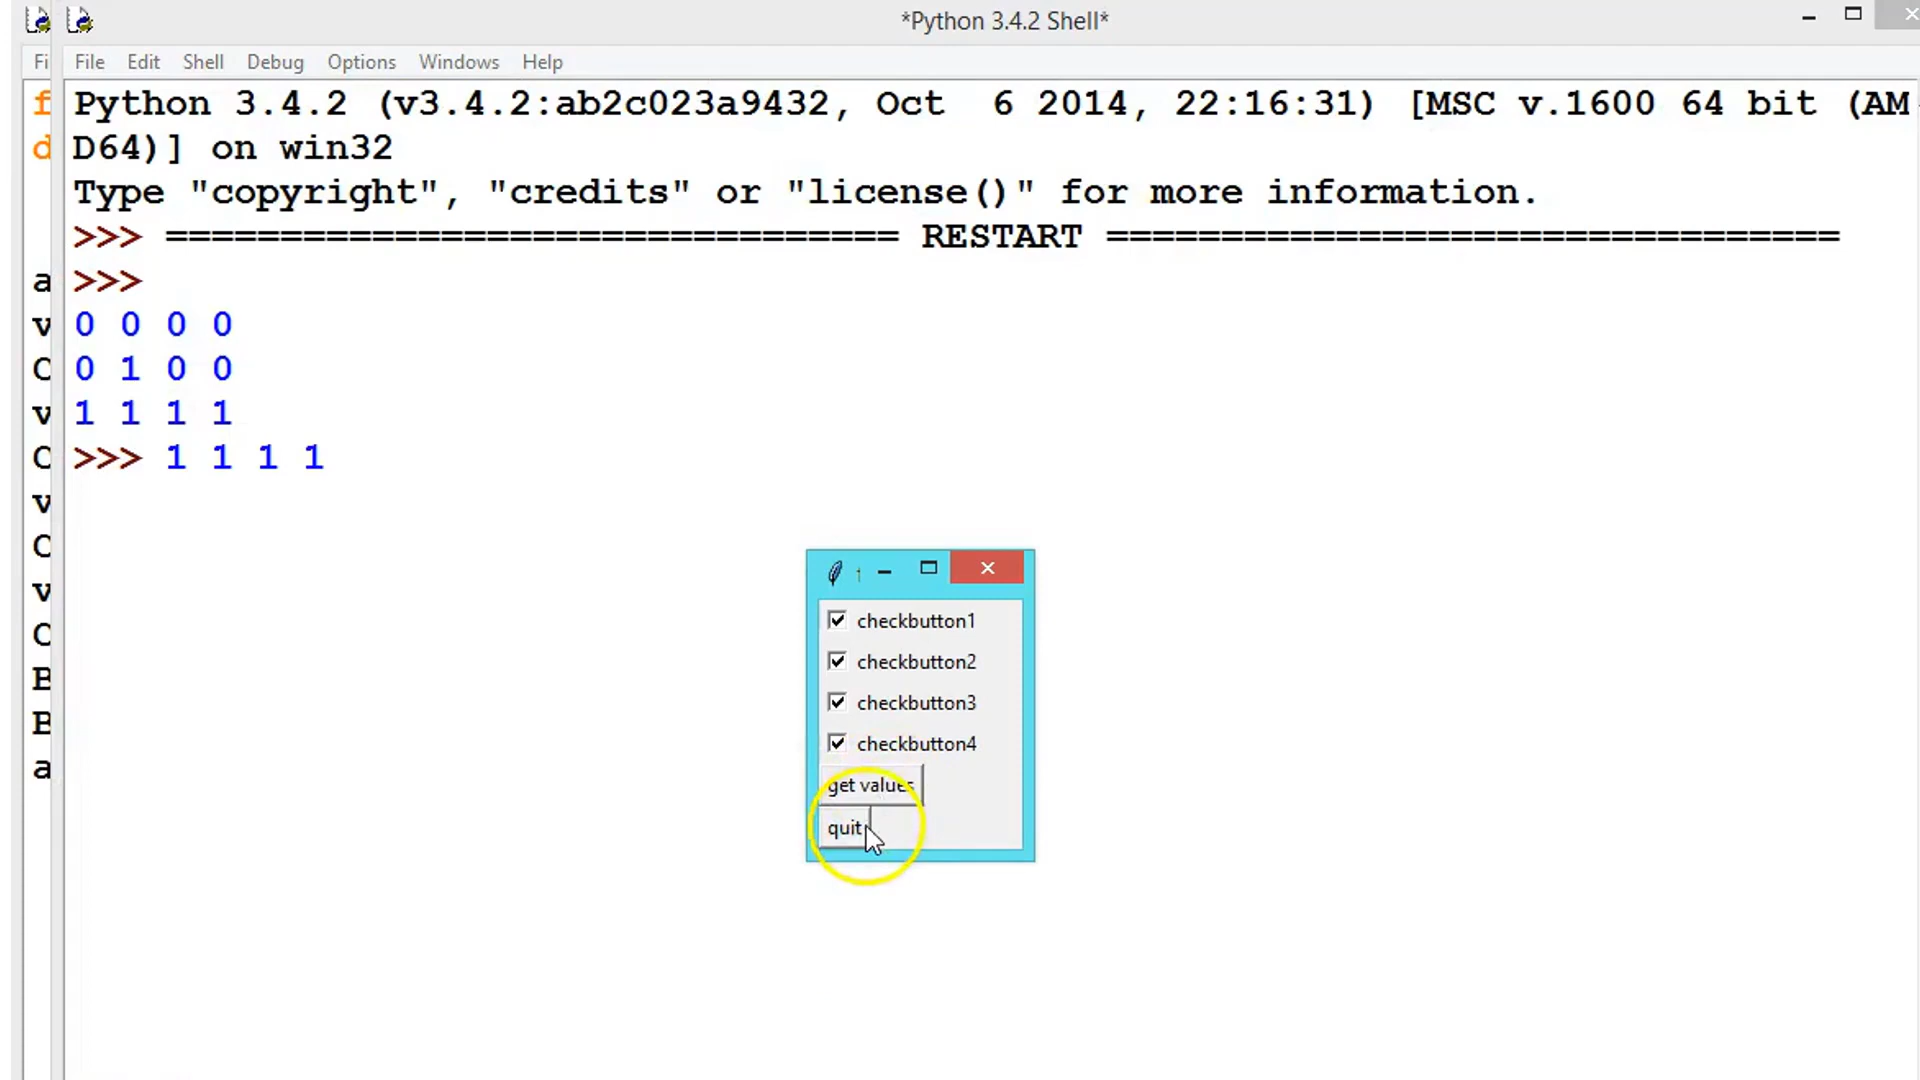 *Python 3.4.2 Shell*
Fi
File Edit Shell Debug Options Windows Help
f
d
a
v
C
v
C
v
C
v
C
B
B
a
Python 3.4.2 (v3.4.2:ab2c023a9432, Oct  6 2014, 22:16:31) [MSC v.1600 64 bit (AM
D64)] on win32
Type "copyright", "credits" or "license()" for more information.
>>> ================================ RESTART ================================
>>>
0 0 0 0
0 1 0 0
1 1 1 1
>>> 1 1 1 1
checkbutton1
checkbutton2
checkbutton3
checkbutton4
get values
quit